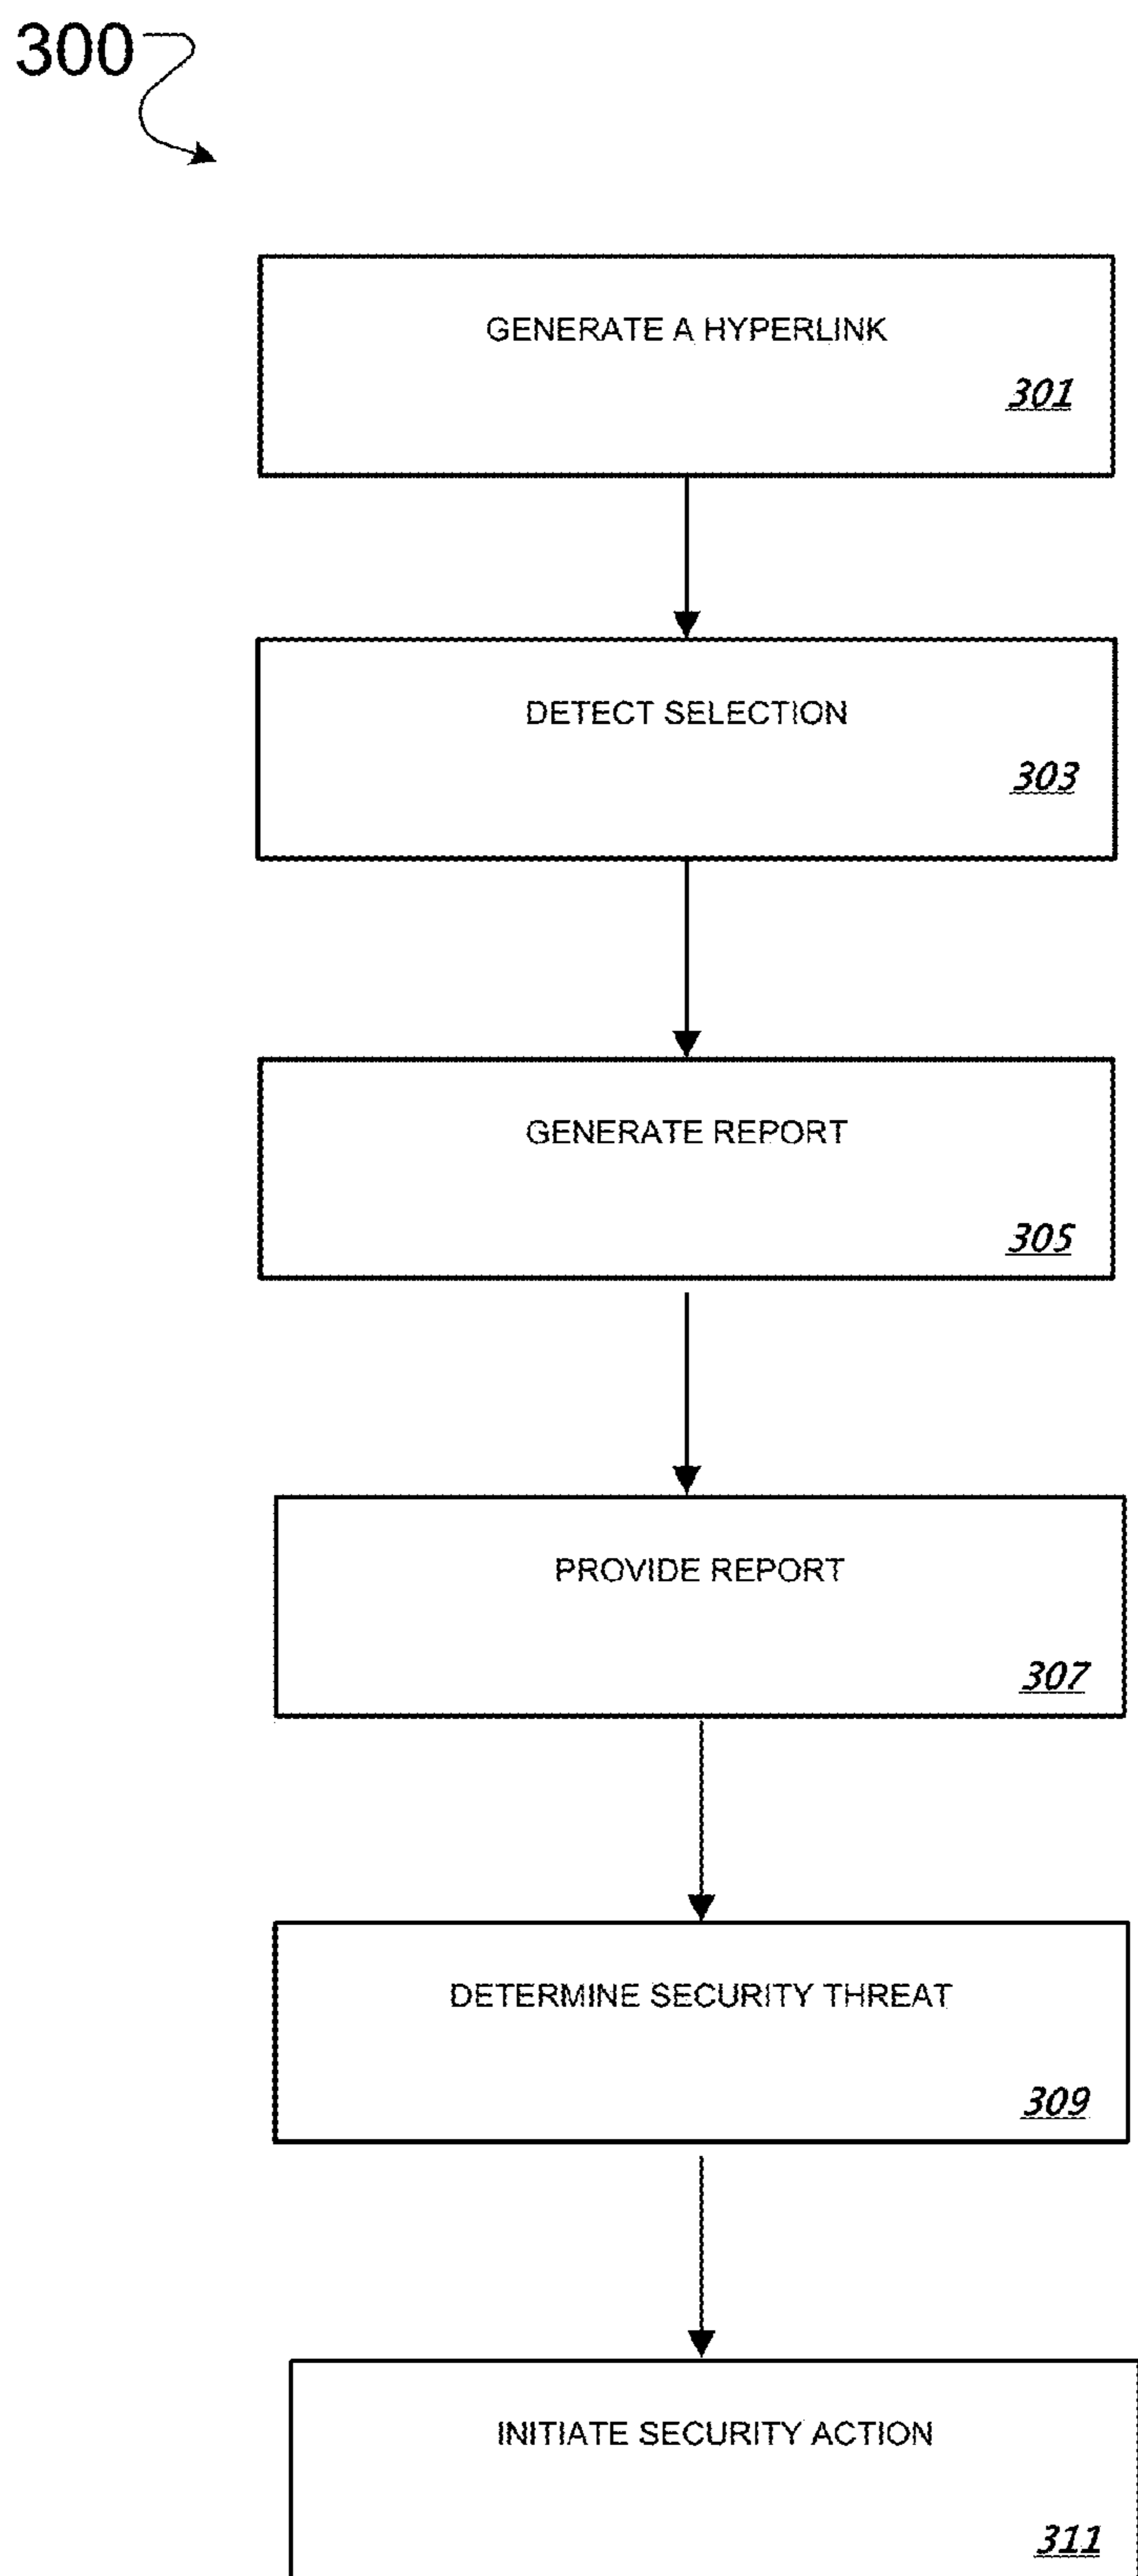 300
GENERATE A HYPERLINK
301
DETECT SELECTION
303
GENERATE REPORT
305
PROVIDE REPORT
307
DETERMINE SECURITY THREAT
309
INITIATE SECURITY ACTION
311